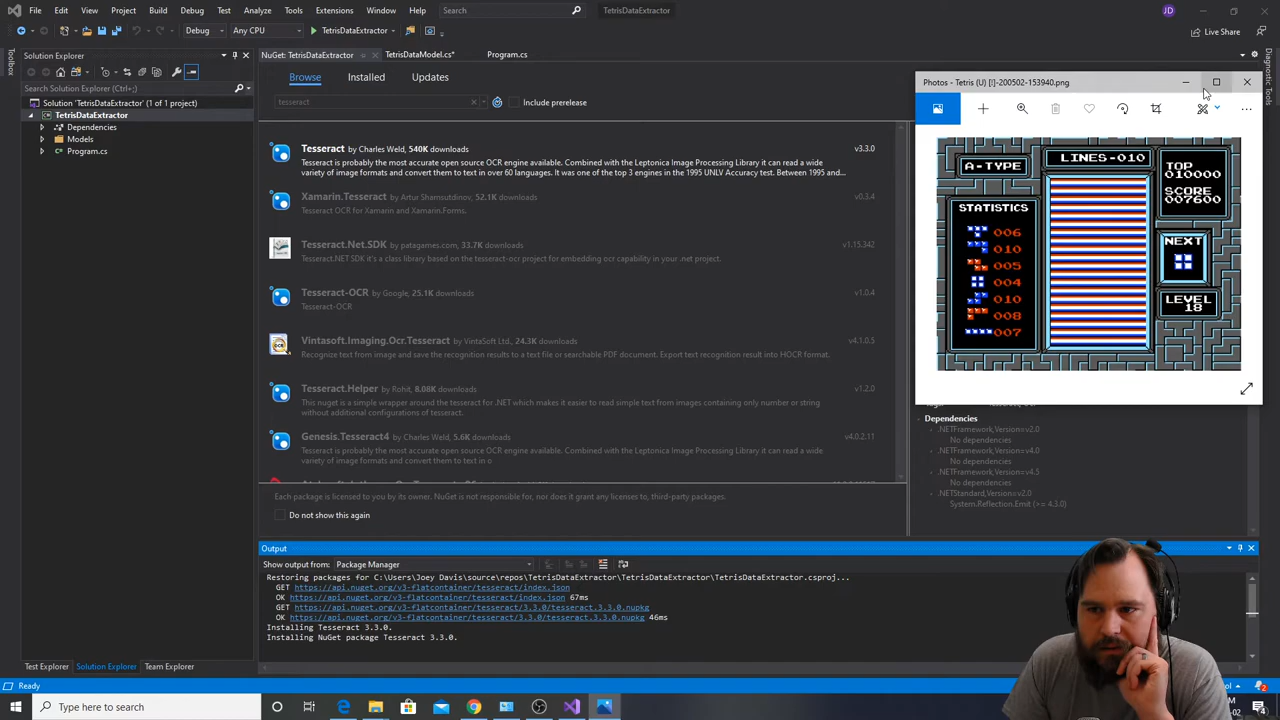 File Edit View Project Build Debug Test Analyze Tools Extensions Window Help
Search
TetrisDataExtractor
JD
Debug
Any CPU
TetrisDataExtractor
Live Share
Toolbox
Solution Explorer
Search Solution Explorer (Ctrl+;)
Solution 'TetrisDataExtractor' (1 of 1 project)
TetrisDataExtractor
Dependencies
Models
Program.cs
NuGet: TetrisDataExtractor
TetrisDataModel.cs*
Program.cs
Diagnostic Tools
Browse Installed Updates
tesseract
Include prerelease
Tesseract by Charles Weld, 540K downloads
v3.3.0
Tesseract is probably the most accurate open source OCR engine available. Combined with the Leptonica Image Processing Library it can read a wide
variety of image formats and convert them to text in over 60 languages. It was one of the top 3 engines in the 1995 UNLV Accuracy test. Between 1995 and...
Xamarin.Tesseract by Artur Shamsutdinov, 52.1K downloads
v0.3.4
Tesseract OCR for Xamarin and Xamarin.Forms.
Tesseract.Net.SDK by patagames.com, 33.7K downloads
v1.15.342
Tesseract.NET SDK it's a class library based on the tesseract-ocr project for embedding ocr capability in your .net project.
Tesseract-OCR by Google, 25.1K downloads
v1.0.4
Tesseract-OCR
Vintasoft.Imaging.Ocr.Tesseract by VintaSoft Ltd., 24.3K downloads
v4.1.0.5
Recognize text from image and save the recognition results to a text file or searchable PDF document. Export text recognition result into HOCR format.
Tesseract.Helper by Rohit, 8.08K downloads
v1.2.0
This nuget is a simple wrapper around the tesseract for .NET which makes it easier to read simple text from images containing only number or string
without additional configurations of tesseract.
Genesis.Tesseract4 by Charles Weld, 5.6K downloads
v4.0.2.11
Tesseract is probably the most accurate open source OCR engine available. Combined with the Leptonica Image Processing Library it can read a wide
variety of image formats and convert them to text in o
Each package is licensed to you by its owner. NuGet is not responsible for, nor does it grant any licenses to, third-party packages.
Do not show this again
Photos - Tetris (U) [!]-200502-153940.png
A-TYPE
LINES-010
TOP
010000
SCORE
007600
STATISTICS
006
010
005
004
010
008
007
NEXT
LEVEL
18
Dependencies
.NETFramework,Version=v2.0
No dependencies
.NETFramework,Version=v4.0
No dependencies
.NETFramework,Version=v4.5
No dependencies
.NETStandard,Version=v2.0
System.Reflection.Emit (>= 4.3.0)
Output
Show output from: Package Manager
Restoring packages for C:\Users\Joey Davis\source\repos\TetrisDataExtractor\TetrisDataExtractor\TetrisDataExtractor.csproj...
GET https://api.nuget.org/v3-flatcontainer/tesseract/index.json
OK https://api.nuget.org/v3-flatcontainer/tesseract/index.json 67ms
GET https://api.nuget.org/v3-flatcontainer/tesseract/3.3.0/tesseract.3.3.0.nupkg
OK https://api.nuget.org/v3-flatcontainer/tesseract/3.3.0/tesseract.3.3.0.nupkg 46ms
Installing Tesseract 3.3.0.
Installing NuGet package Tesseract 3.3.0.
Test Explorer Solution Explorer Team Explorer
Ready
2
Type here to search